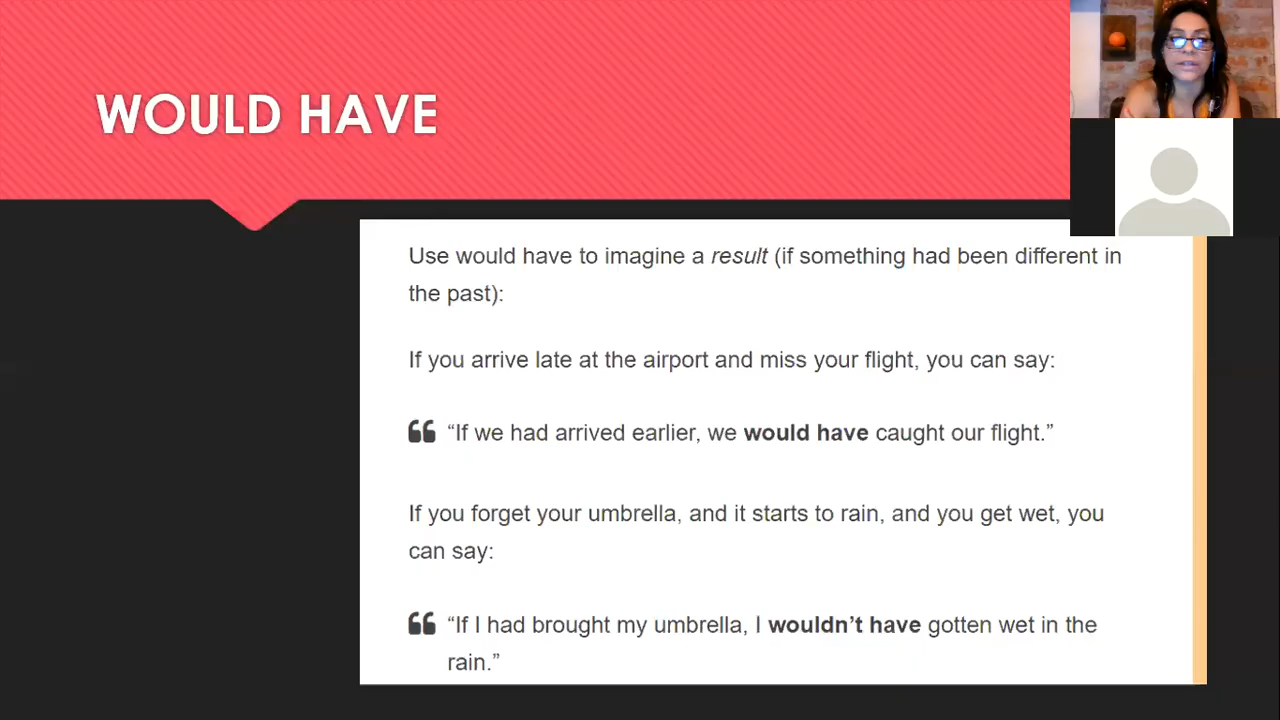 WOULD HAVE
Use would have to imagine a result (if something had been different in
the past):
If you arrive late at the airport and miss your flight, you can say:
“If we had arrived earlier, we would have caught our flight.”
If you forget your umbrella, and it starts to rain, and you get wet, you
can say:
“If I had brought my umbrella, I wouldn’t have gotten wet in the
rain.”